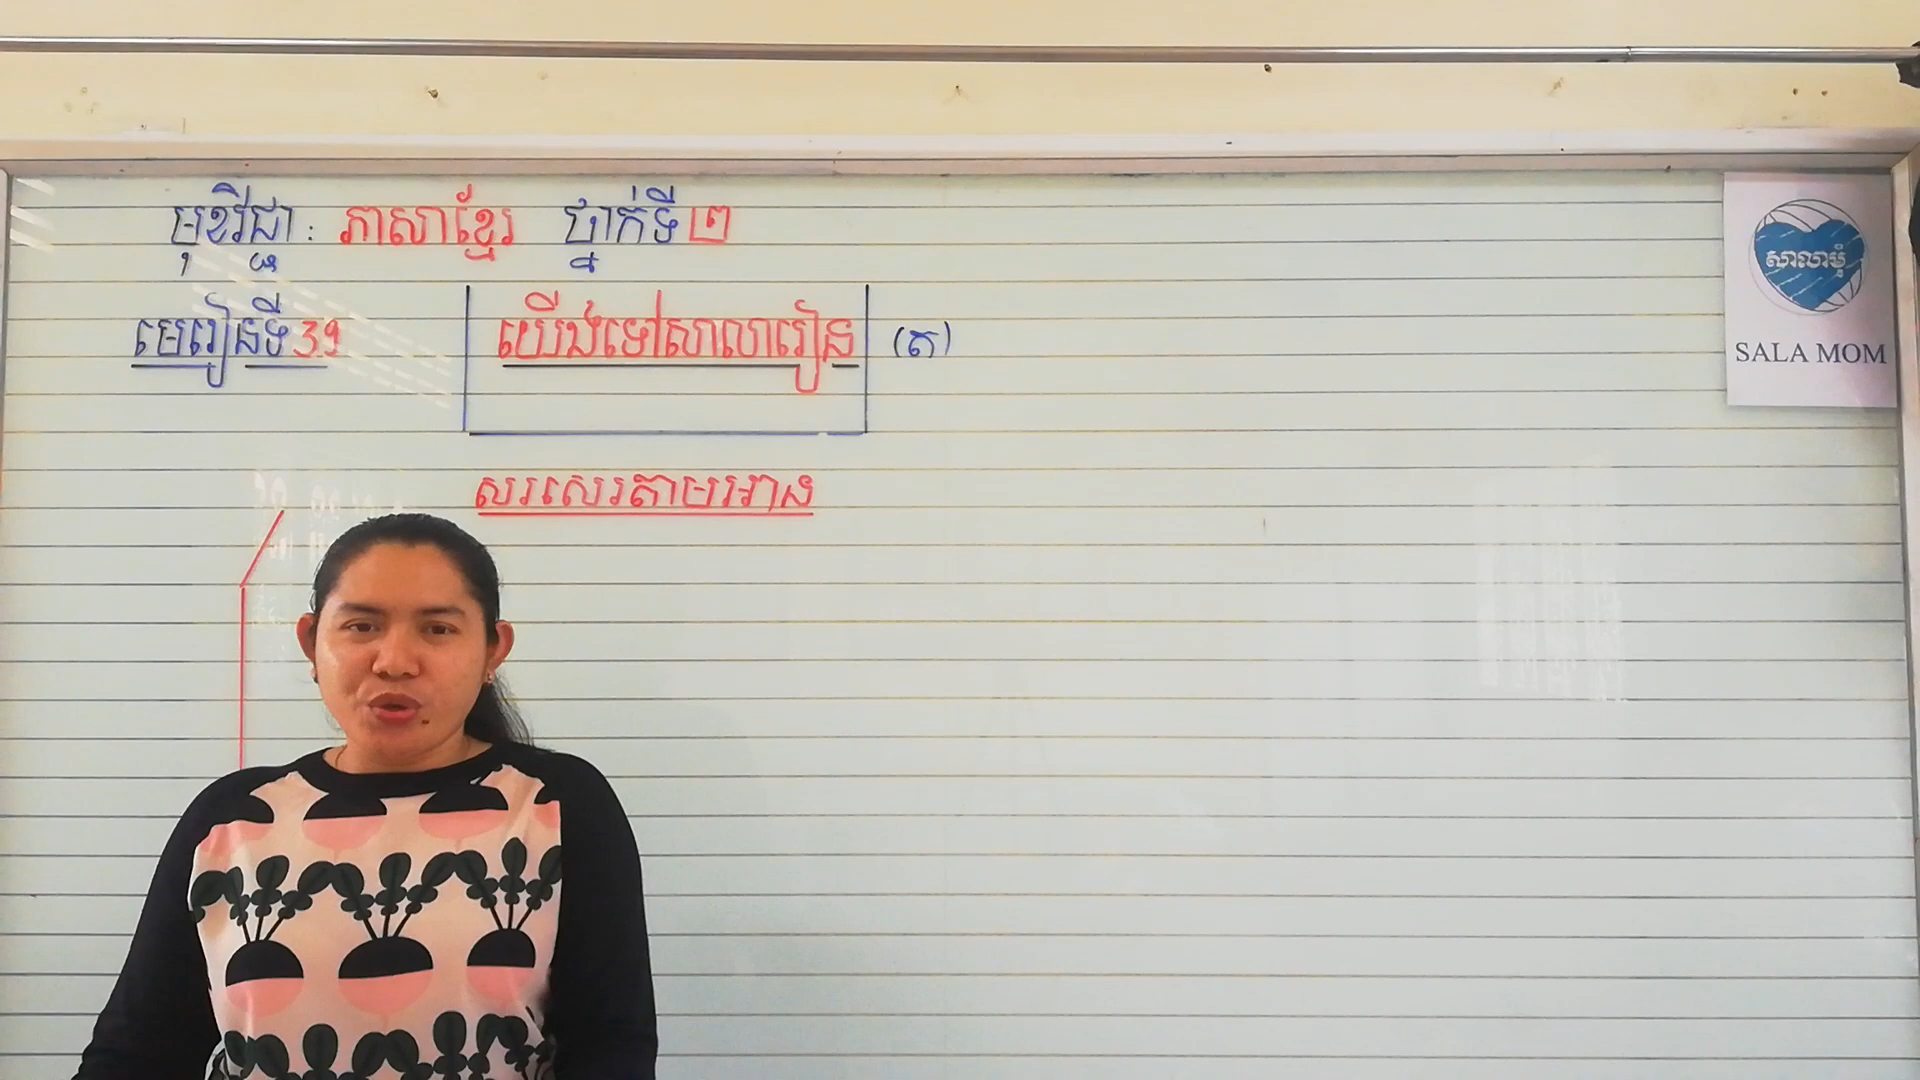 មុខវិជ្ជា : ភាសាខ្មែរ ថ្នាក់ទី២
មេរៀនទី 39 យើងទៅសាលារៀន (ត)
សរសេរតាមអាន
សាលាមុំ
SALA MOM